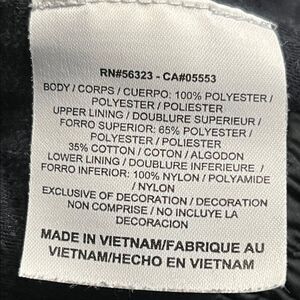 RN#56323 - CA#05553
BODY / CORPS / CUERPO: 100% POLYESTER /
POLYESTER / POLIESTER
UPPER LINING / DOUBLURE SUPERIEUR /
FORRO SUPERIOR: 65% POLYESTER /
POLYESTER / POLIESTER
35% COTTON / COTON / ALGODON
LOWER LINING / DOUBLURE INFERIEURE /
FORRO INFERIOR: 100% NYLON / POLYAMIDE
/ NYLON
EXCLUSIVE OF DECORATION / DECORATION
NON COMPRISE / NO INCLUYE LA
DECORACION
MADE IN VIETNAM/FABRIQUE AU
VIETNAM/HECHO EN VIETNAM